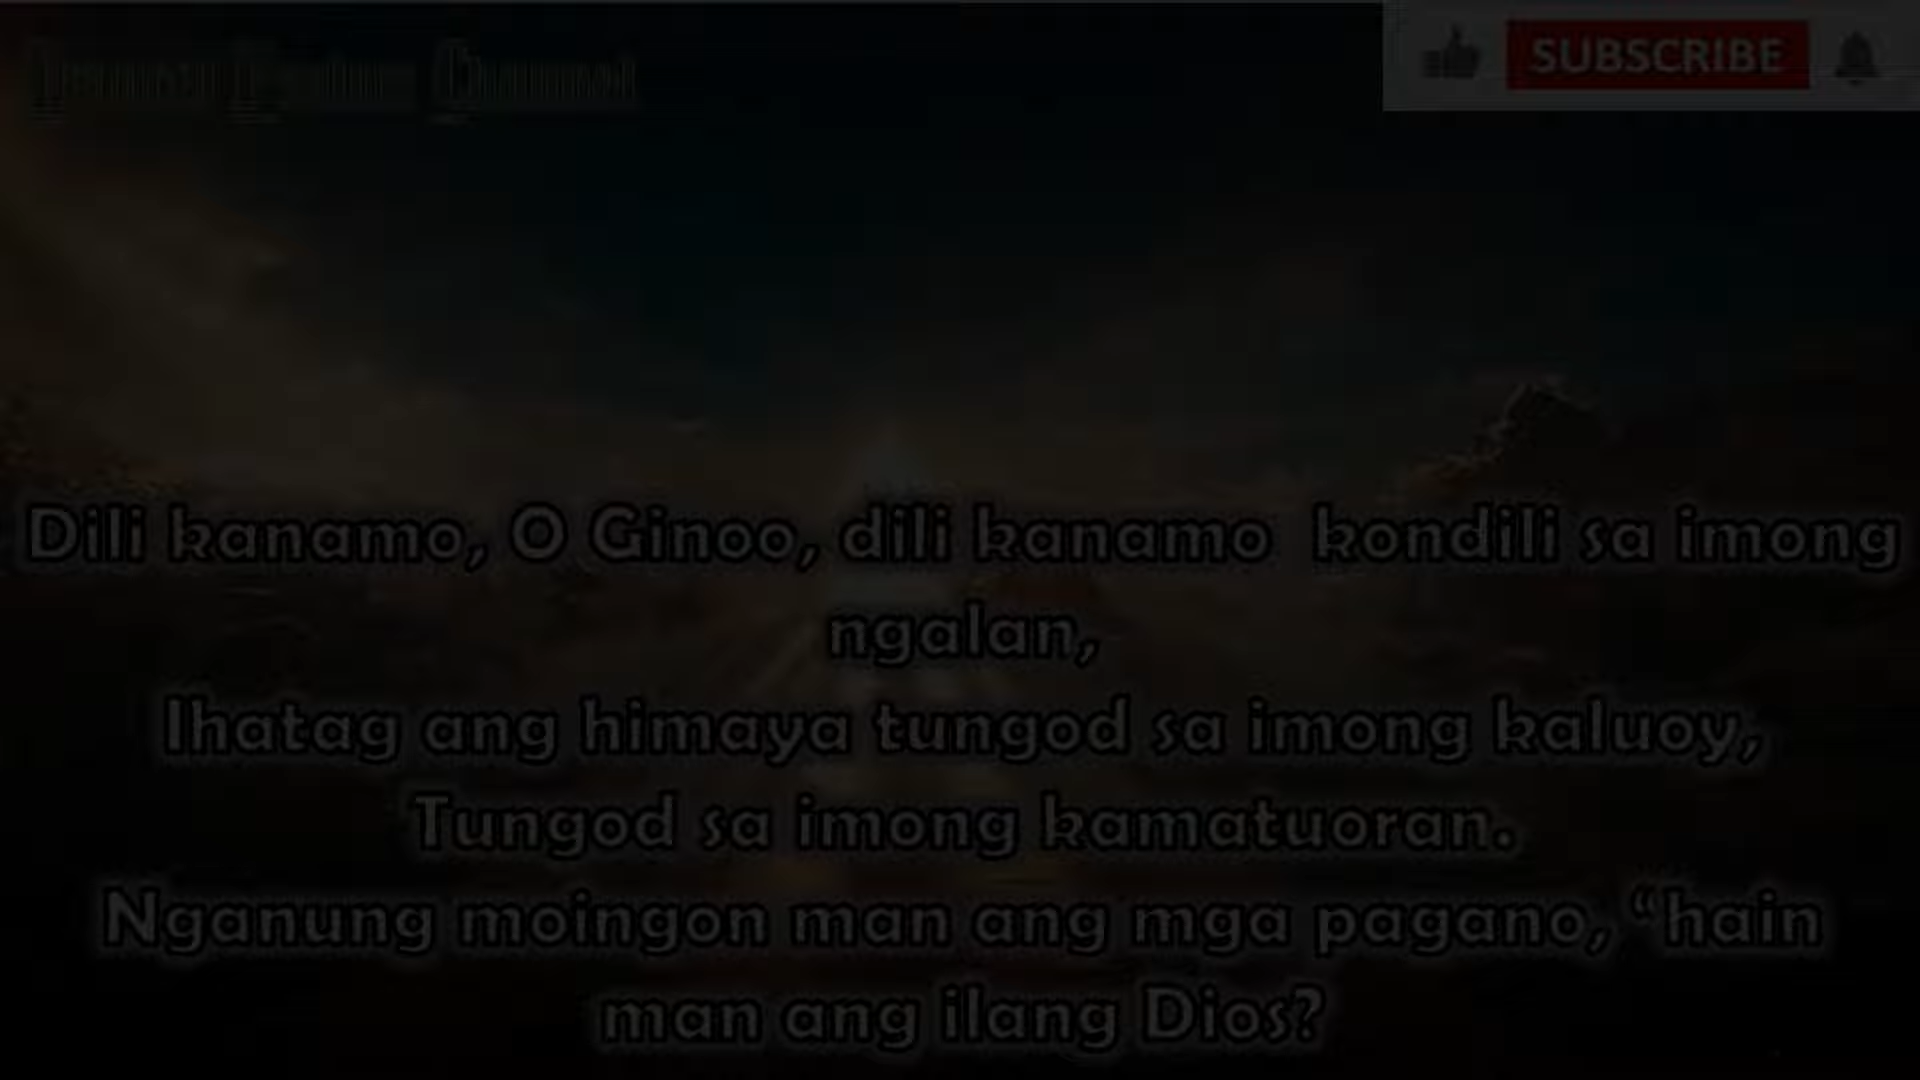 SUBSCRIBE
Dili kanamo, O Ginoo, dili kanamo kondili sa imong
ngalan,
Ihatag ang himaya tungod sa imong kaluoy,
Tungod sa imong kamatuoran.
Nganung moingon man ang mga pagano, “hain
man ang ilang Dios?